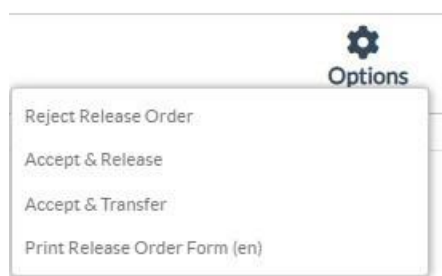 Options
Reject Release Order
Accept & Release
Accept & Transfer
Print Release Order Form (en)